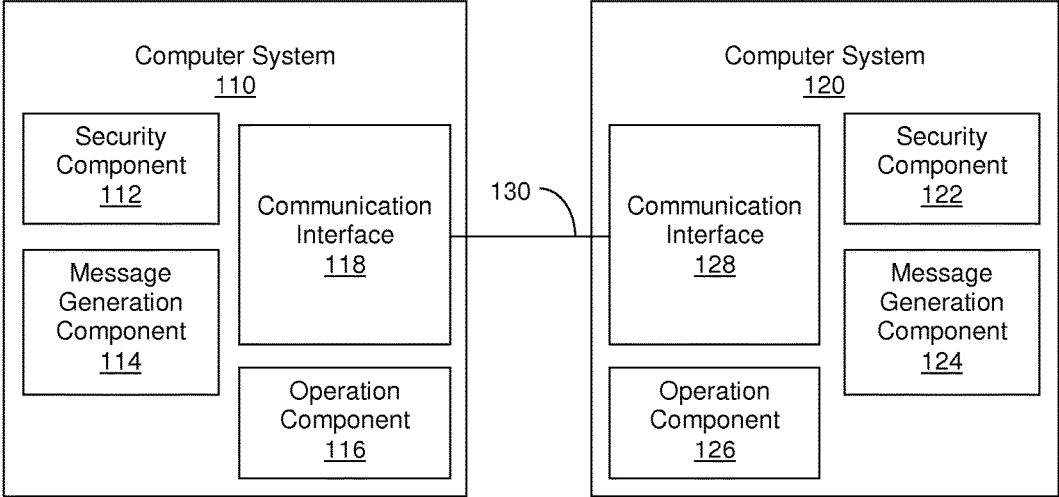 Computer System
110
Security
Component
112
Message
Generation
Component
114
Communication
Interface
118
Operation
Component
116
130
Computer System
120
Communication
Interface
128
Operation
Component
126
Security
Component
122
Message
Generation
Component
124